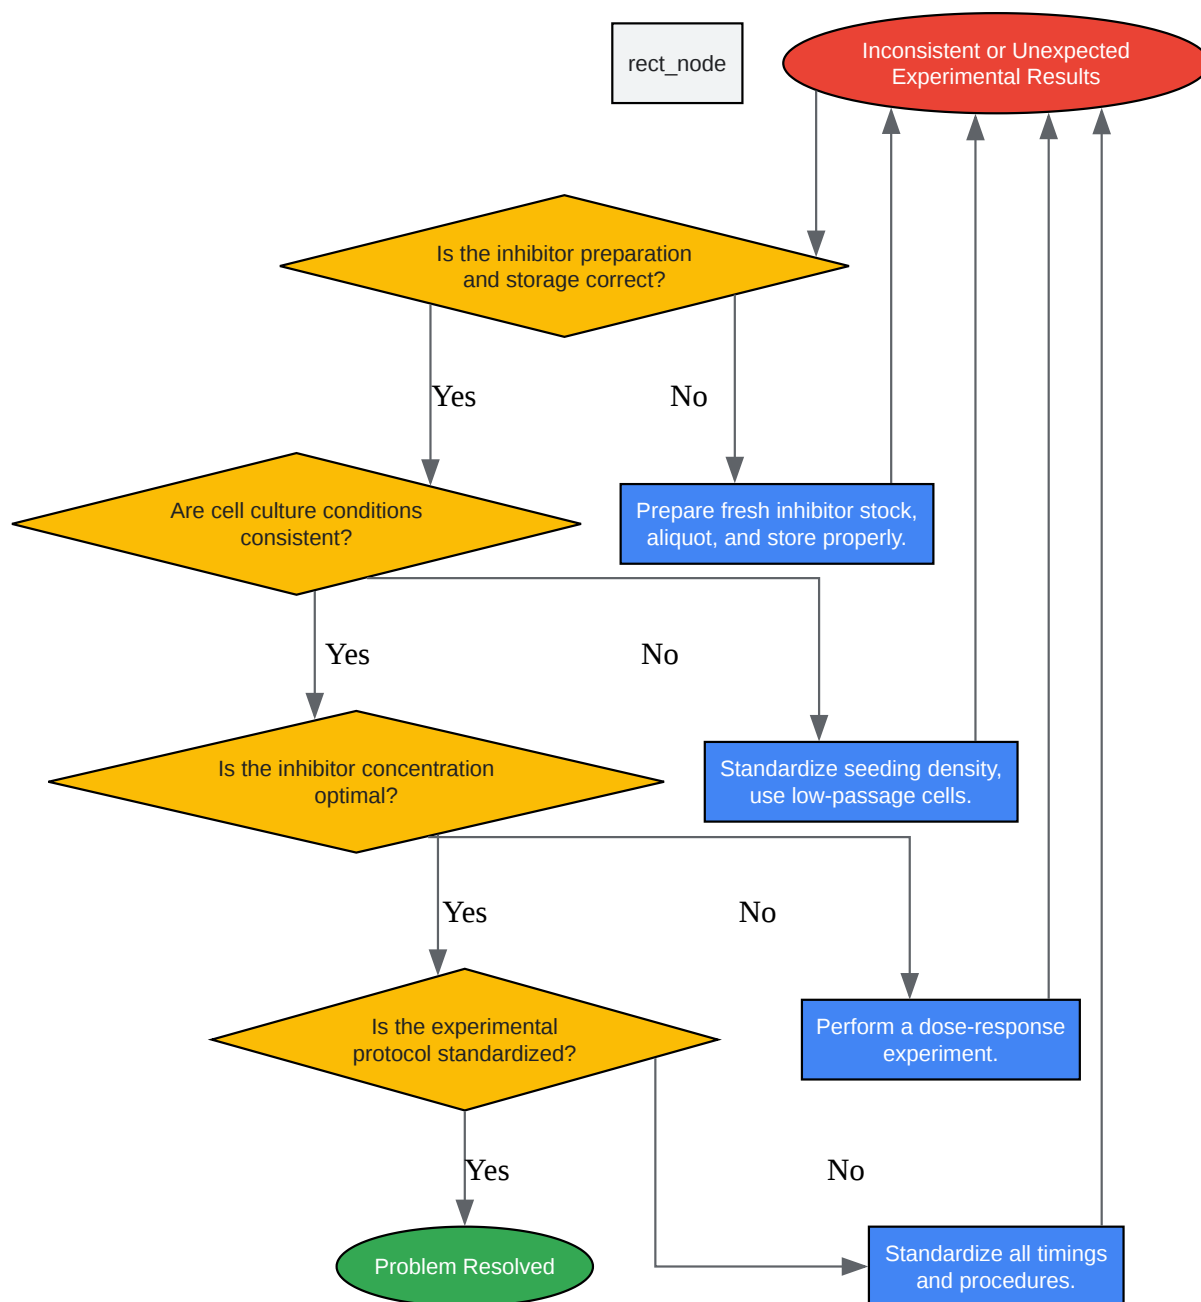 rect_node
Inconsistent or Unexpected
Experimental Results
Is the inhibitor preparation
and storage correct?
Yes
No
Are cell culture conditions
consistent?
Prepare fresh inhibitor stock,
aliquot, and store properly.
Yes
No
Is the inhibitor concentration
optimal?
Standardize seeding density,
use low-passage cells.
Yes
No
Is the experimental
protocol standardized?
Perform a dose-response
experiment.
Yes
No
Problem Resolved
Standardize all timings
and procedures.